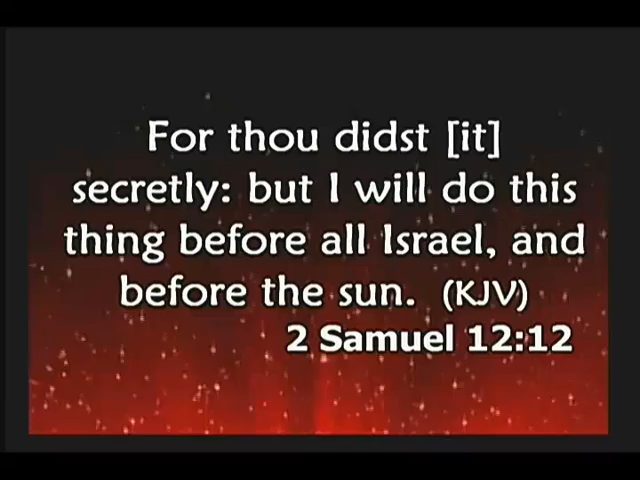 For thou didst [it]
secretly: but I will do this
thing before all Israel, and
before the sun. (KJV)
2 Samuel 12:12